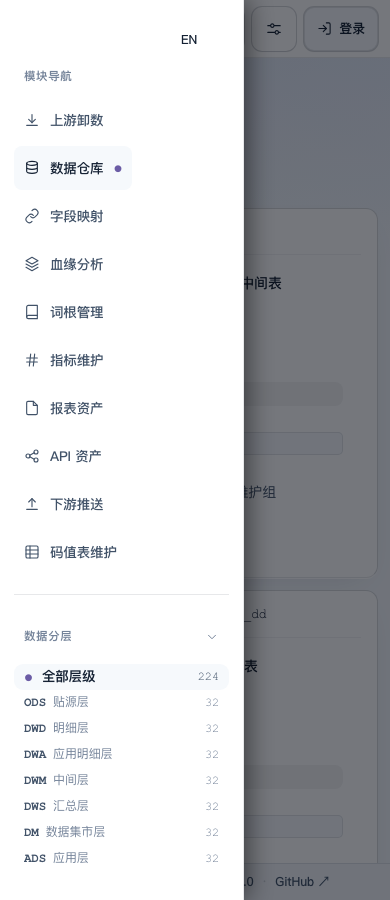 EN
登录
模块导航
上游卸数
数据仓库
字段映射
血缘分析
词根管理
指标维护
报表资产
API 资产
下游推送
码值表维护
中间表
维护组
数据分层
_dd
全部层级 224
表
ODS 贴源层 32
DWD 明细层 32
DWA 应用明细层 32
DWM 中间层 32
DWS 汇总层 32
DM 数据集市层 32
ADS 应用层 32
.0 · GitHub ↗